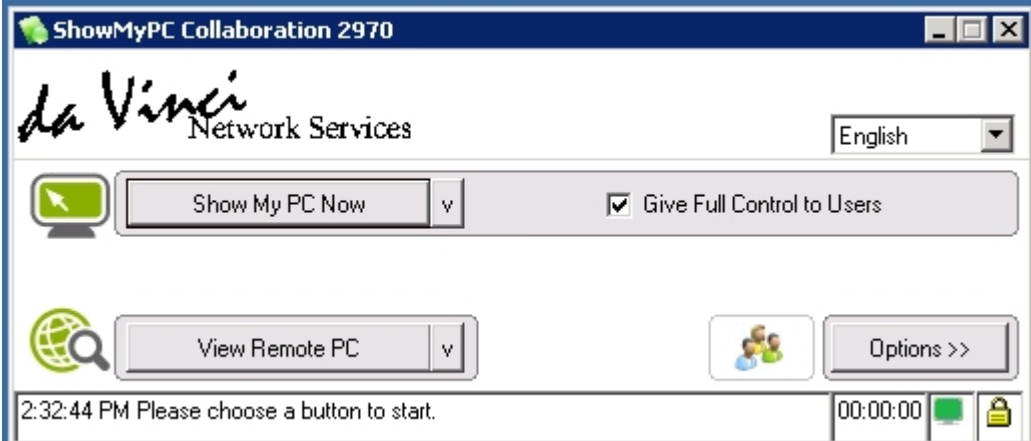 ShowMyPC Collaboration 2970
da Vinci
Network Services
English
Show My PC Now v
Give Full Control to Users
View Remote PC v
Options >>
2:32:44 PM Please choose a button to start.
00:00:00